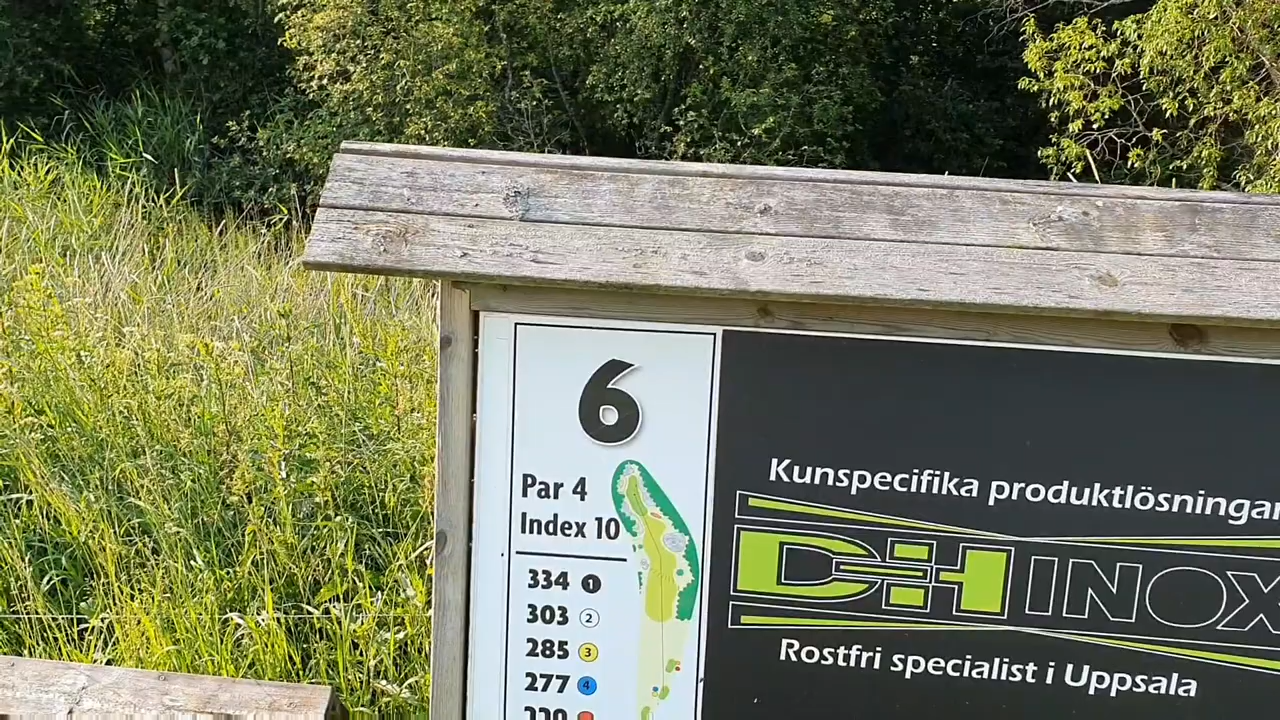 6
Par 4
Index 10
334 1
303 2
285 3
277 4
Kunspecifika produktlösningar
DH INOX
Rostfri specialist i Uppsala